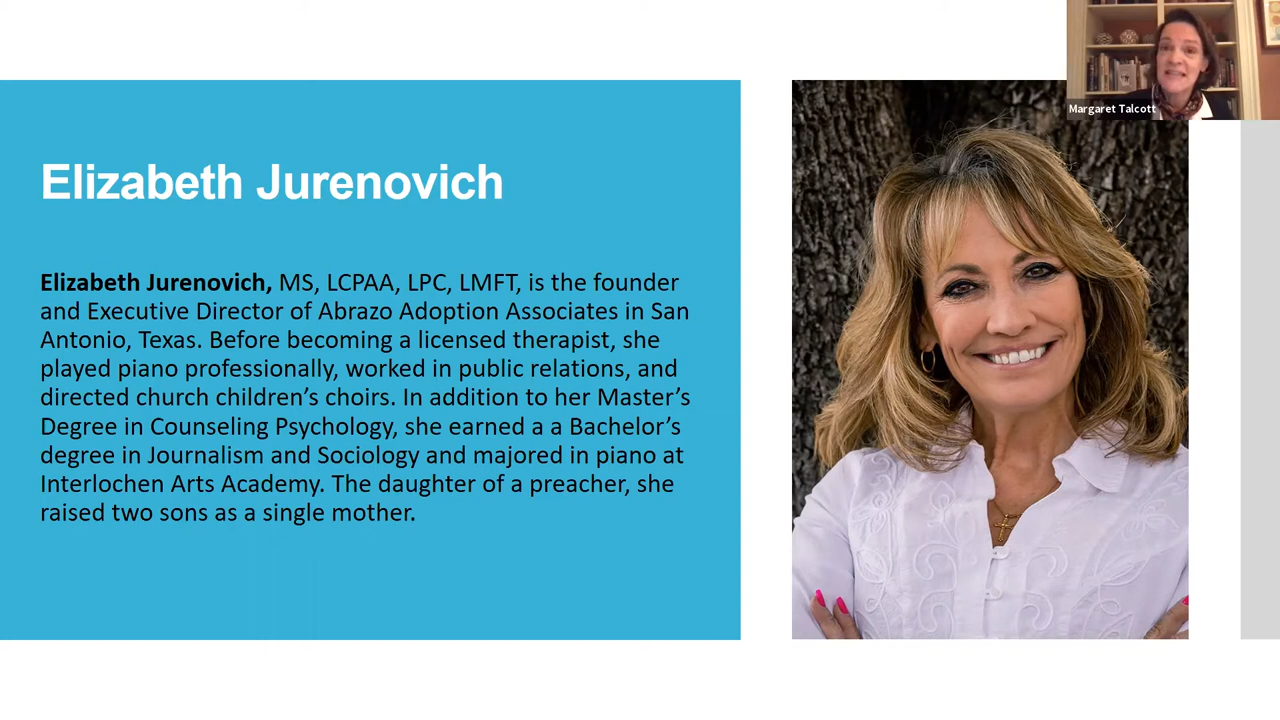 Margaret Talcott
Elizabeth Jurenovich
Elizabeth Jurenovich, MS, LCPAA, LPC, LMFT, is the founder
and Executive Director of Abrazo Adoption Associates in San
Antonio, Texas. Before becoming a licensed therapist, she
played piano professionally, worked in public relations, and
directed church children’s choirs. In addition to her Master’s
Degree in Counseling Psychology, she earned a a Bachelor’s
degree in Journalism and Sociology and majored in piano at
Interlochen Arts Academy. The daughter of a preacher, she
raised two sons as a single mother.